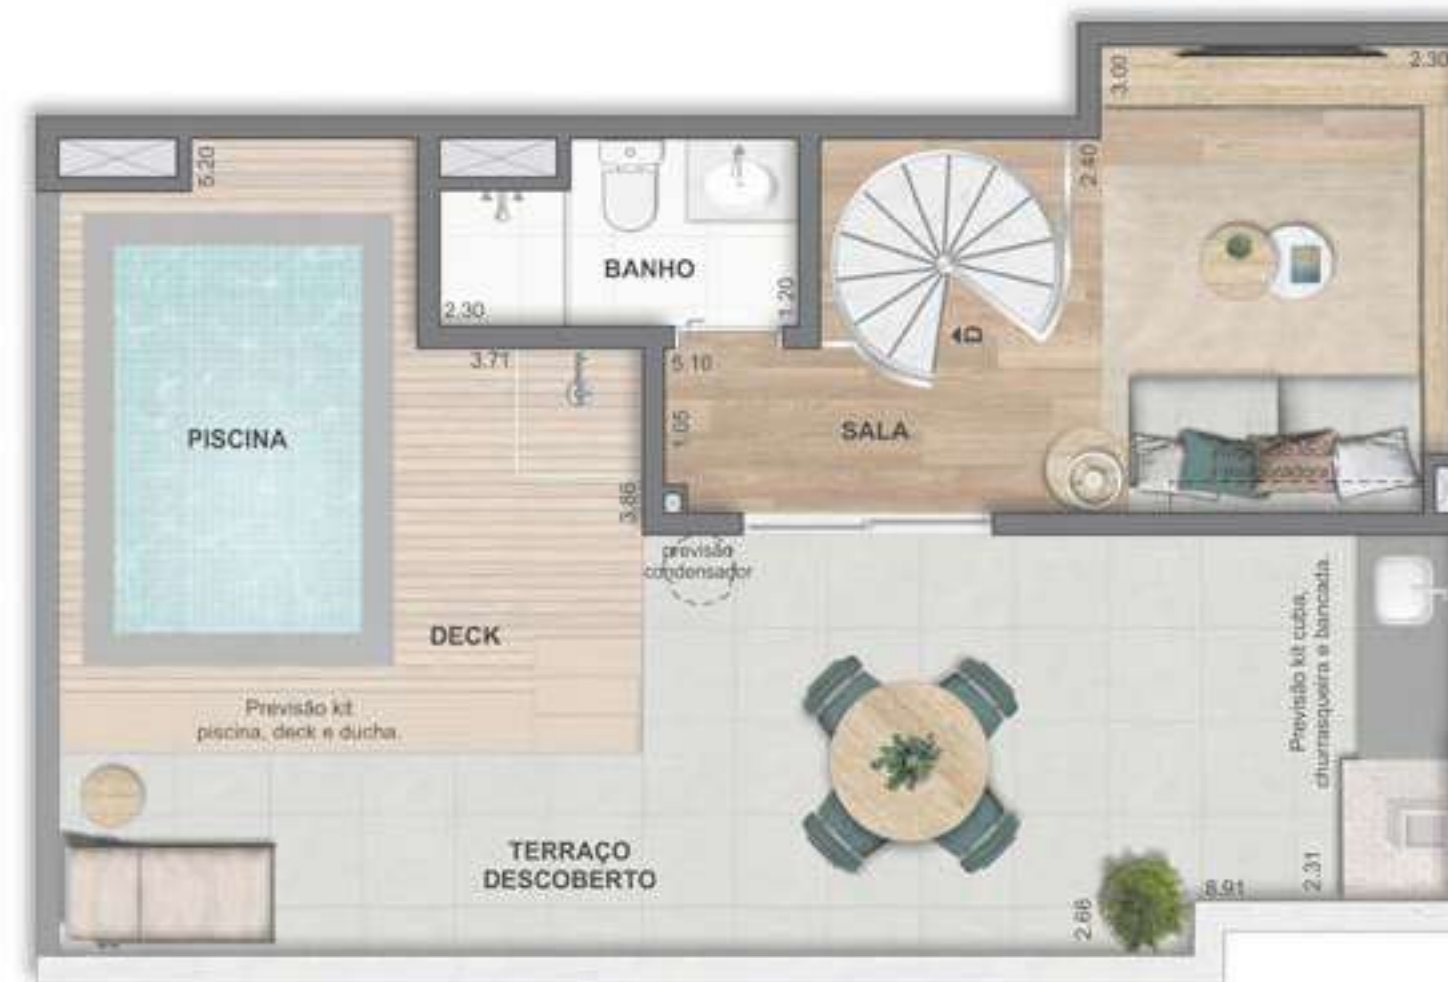 3.00
2.30
5.20
2.40
BANHO
2.30
1.20
D
3.71
5.10
PISCINA
1.05
SALA
3.86
previsão
condensador
DECK
Previsão kit cuba,
churrasqueira e bancada.
Previsão kit
piscina, deck e ducha.
TERRAÇO
DESCOBERTO
2.31
8.91
2.66